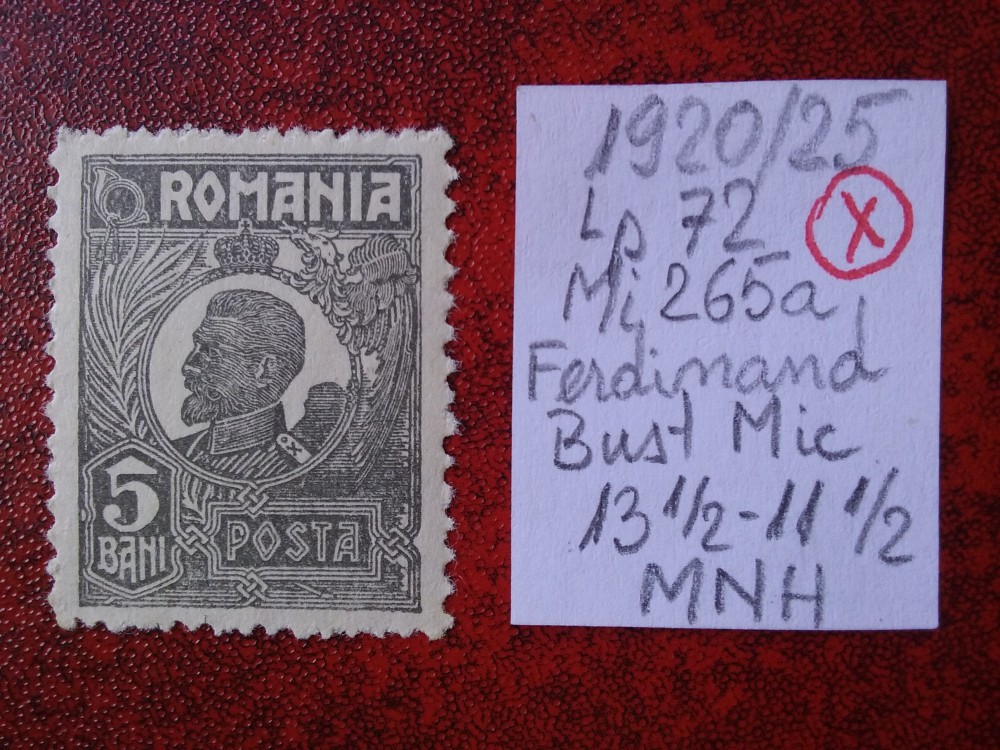 ROMANIA
5
BANI
POSTA
1920/25
Lp 72 X
Mi 265a
Ferdinand
Bust Mic
13 1/2-11 1/2
MNH